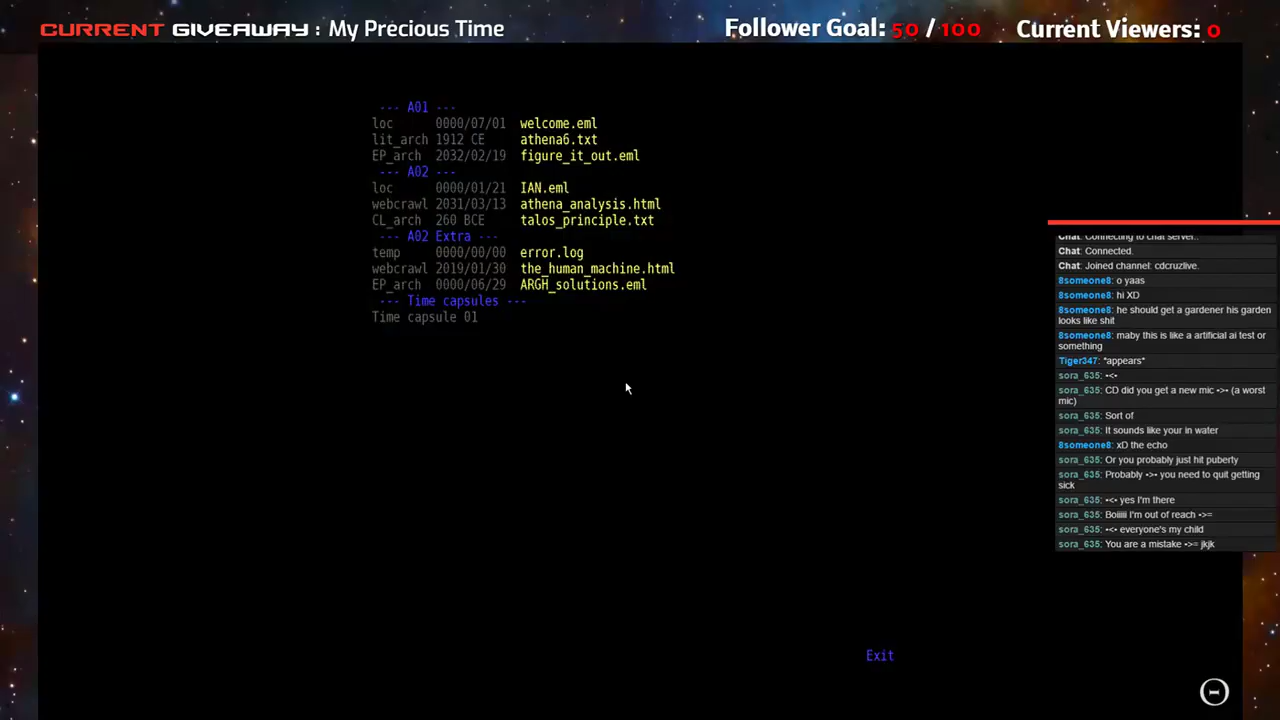 CURRENT GIVEAWAY : My Precious Time
Follower Goal: 50 / 100
Current Viewers: 0
--- A01 ---
loc 0000/07/01 welcome.eml
lit_arch 1912 CE athena6.txt
EP_arch 2032/02/19 figure_it_out.eml
--- A02 ---
loc 0000/01/21 IAN.eml
webcrawl 2031/03/13 athena_analysis.html
CL_arch 260 BCE talos_principle.txt
--- A02 Extra ---
temp 0000/00/00 error.log
webcrawl 2019/01/30 the_human_machine.html
EP_arch 0000/06/29 ARGH_solutions.eml
--- Time capsules ---
Time capsule 01
Exit
Chat: Connecting to chat server..
Chat: Connected.
Chat: Joined channel: cdcruzlive.
8someone8: o yaas
8someone8: hi XD
8someone8: he should get a gardener his garden
looks like shit
8someone8: maby this is like a artificial ai test or
something
Tiger347: *appears*
sora_635: •<•
sora_635: CD did you get a new mic •>• (a worst
mic)
sora_635: Sort of
sora_635: It sounds like your in water
8someone8: xD the echo
sora_635: Or you probably just hit puberty
sora_635: Probably •>• you need to quit getting
sick
sora_635: •<• yes I'm there
sora_635: Boiiiii I'm out of reach •>=
sora_635: •<• everyone's my child
sora_635: You are a mistake •>= jkjk